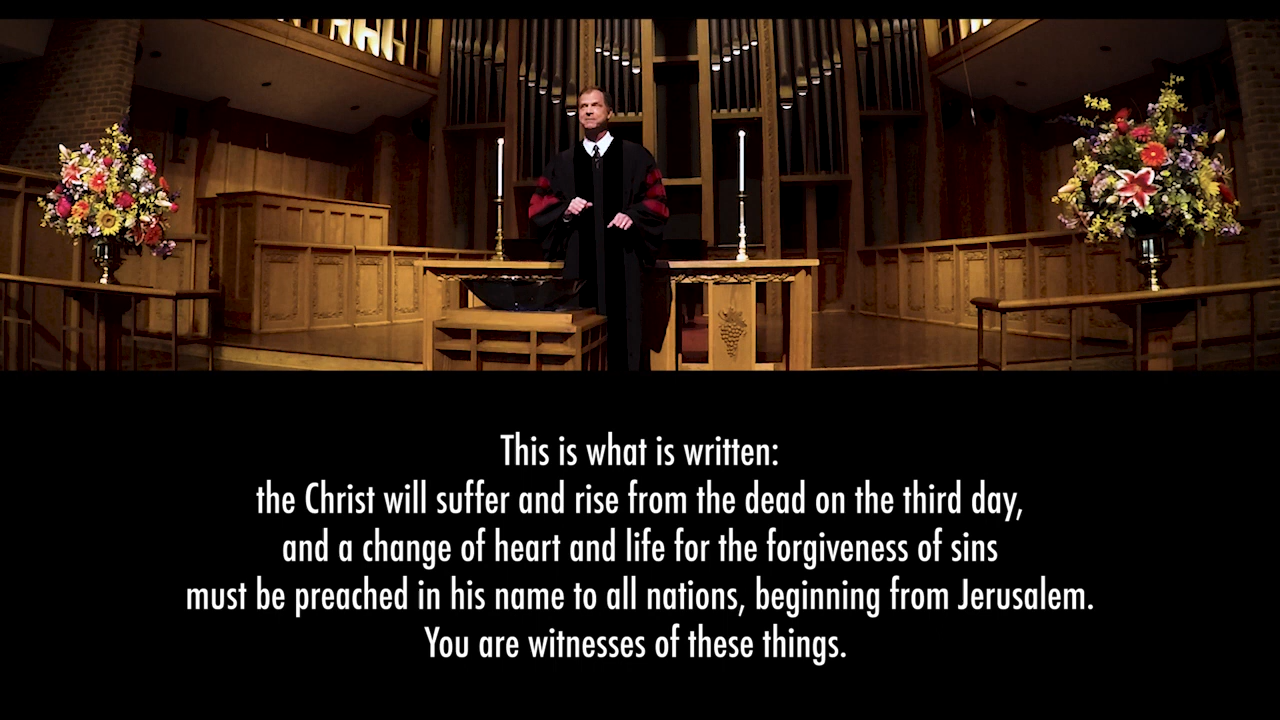 This is what is written:
the Christ will suffer and rise from the dead on the third day,
and a change of heart and life for the forgiveness of sins
must be preached in his name to all nations, beginning from Jerusalem.
You are witnesses of these things.